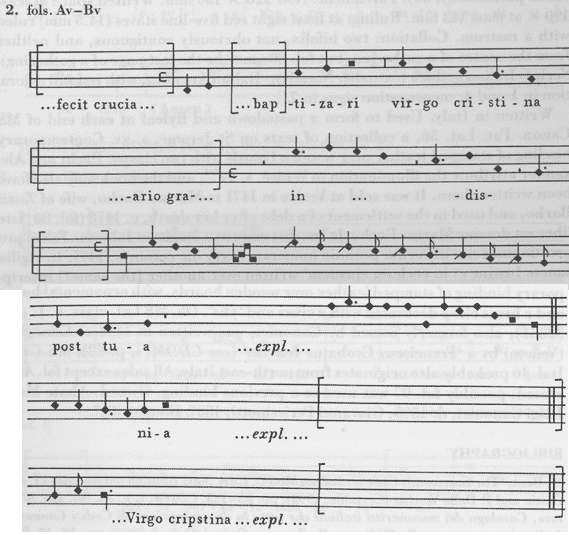 2. fols. Av–Bv
...fecit crucia... [...bap]-ti-za-ri vir-go cri-sti-na
...-ario gra-... in ... -dis-
post tu-a ...expl. ...
ni-a ...expl. ...
...Virgo cripstina ...expl. ...